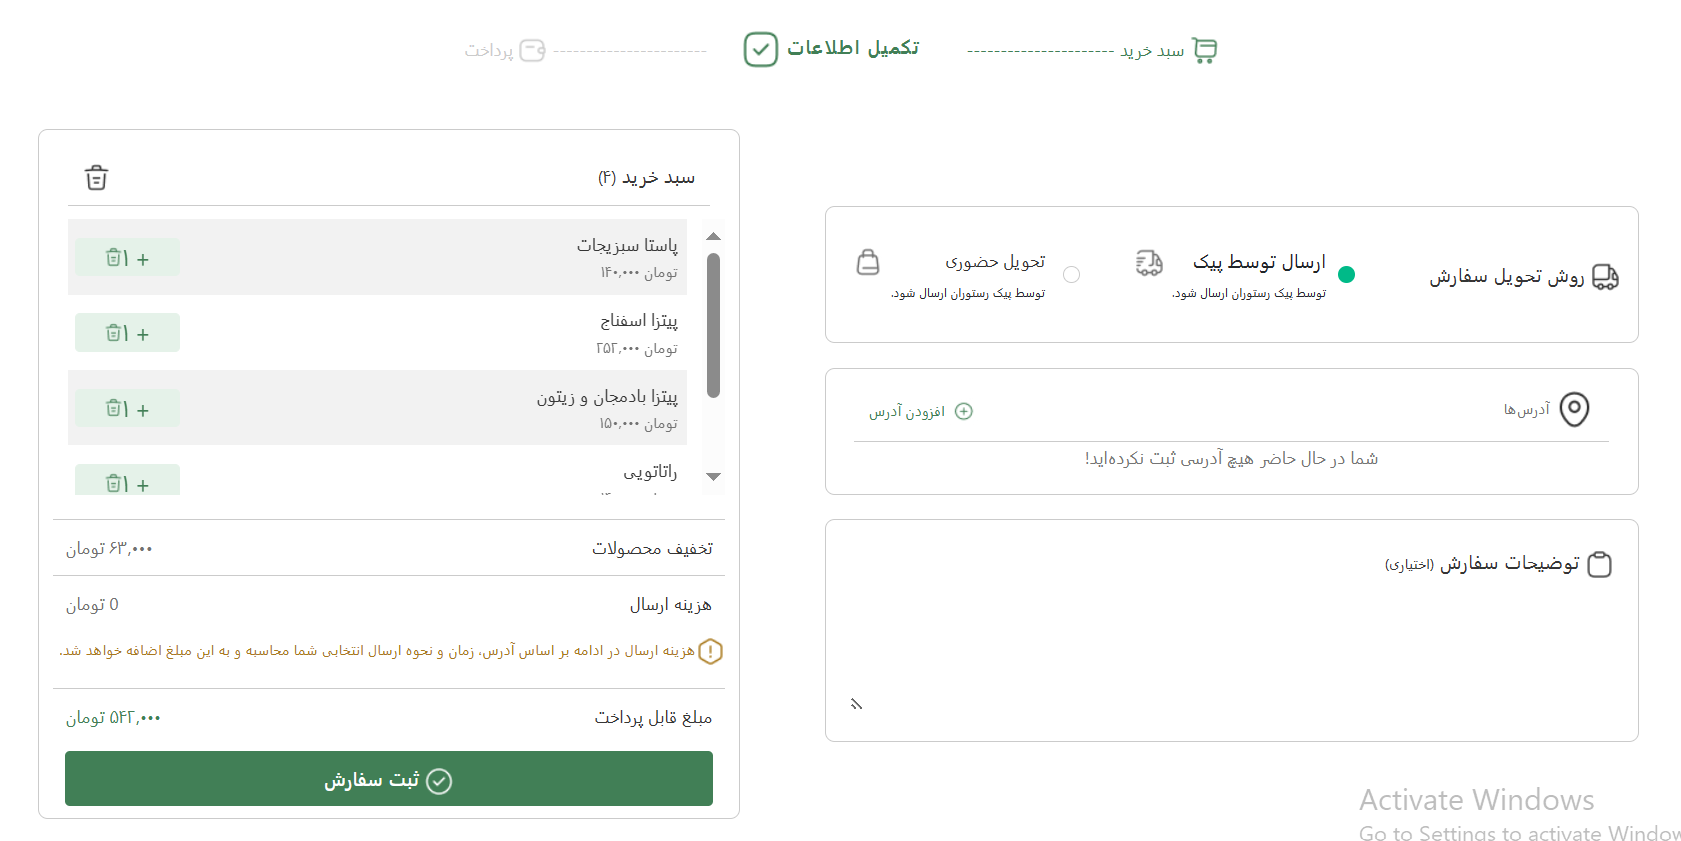 سبد خرید ---------------------- تکمیل اطلاعات ----------------------- پرداخت
روش تحویل سفارش
ارسال توسط پیک
توسط پیک رستوران ارسال شود.
تحویل حضوری
توسط پیک رستوران ارسال شود.
آدرس‌ها
افزودن آدرس
شما در حال حاضر هیچ آدرسی ثبت نکرده‌اید!
توضیحات سفارش (اختیاری)
سبد خرید (۴)
پاستا سبزیجات
تومان ۱۴۰,۰۰۰
+ ۱
پیتزا اسفناج
تومان ۲۵۲,۰۰۰
+ ۱
پیتزا بادمجان و زیتون
تومان ۱۵۰,۰۰۰
+ ۱
راتاتویی
+ ۱
تخفیف محصولات
۶۳,۰۰۰ تومان
هزینه ارسال
0 تومان
هزینه ارسال در ادامه بر اساس آدرس، زمان و نحوه ارسال انتخابی شما محاسبه و به این مبلغ اضافه خواهد شد.
مبلغ قابل پرداخت
۵۴۲,۰۰۰ تومان
ثبت سفارش
Activate Windows
Go to Settings to activate Window